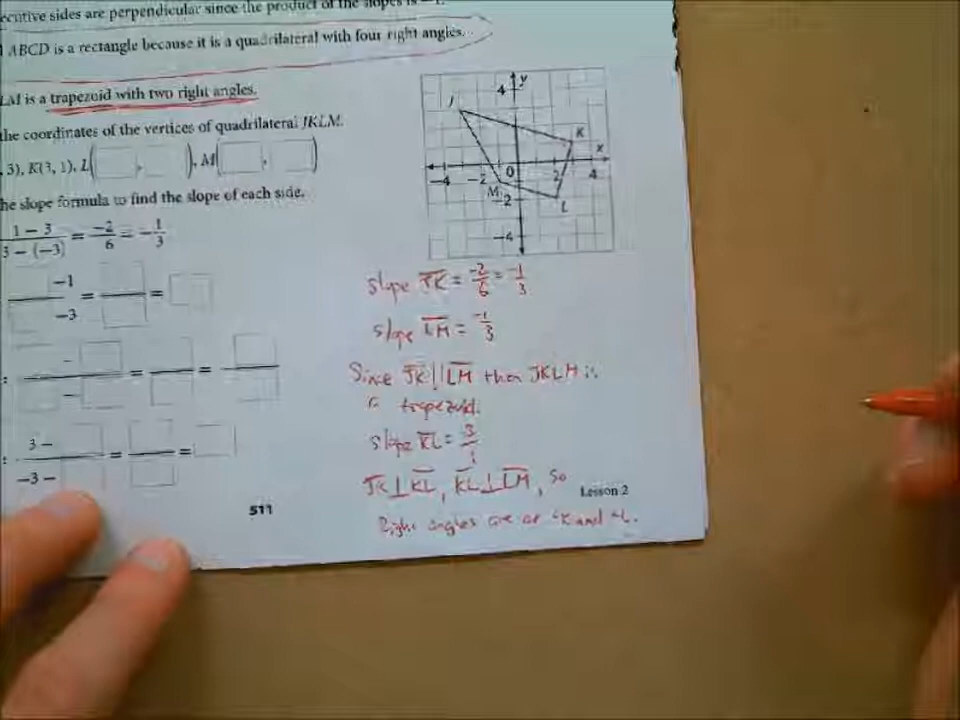 ecutive sides are perpendicular since the product of the slopes is −1.
ABCD is a rectangle because it is a quadrilateral with four right angles.
LM is a trapezoid with two right angles.
the coordinates of the vertices of quadrilateral JKLM.
, 3), K(3, 1), L( , ), M( , )
he slope formula to find the slope of each side.
1 − 3 / 3 − (−3) = −2 / 6 = − 1 / 3
−1 / −3 = =
: − / − = =
: 3 − / −3 − = =
511
Lesson 2
4 y
J
K
x
−4 −2 0 2 4
M −2
L
−4
slope JK = -2/6 = -1/3
slope LM = -1/3
Since JK || LM then JKLM is
a trapezoid.
slope KL = 3/1
JK ⊥ KL, KL ⊥ LM, so
Right angles are at ∠K and ∠L.